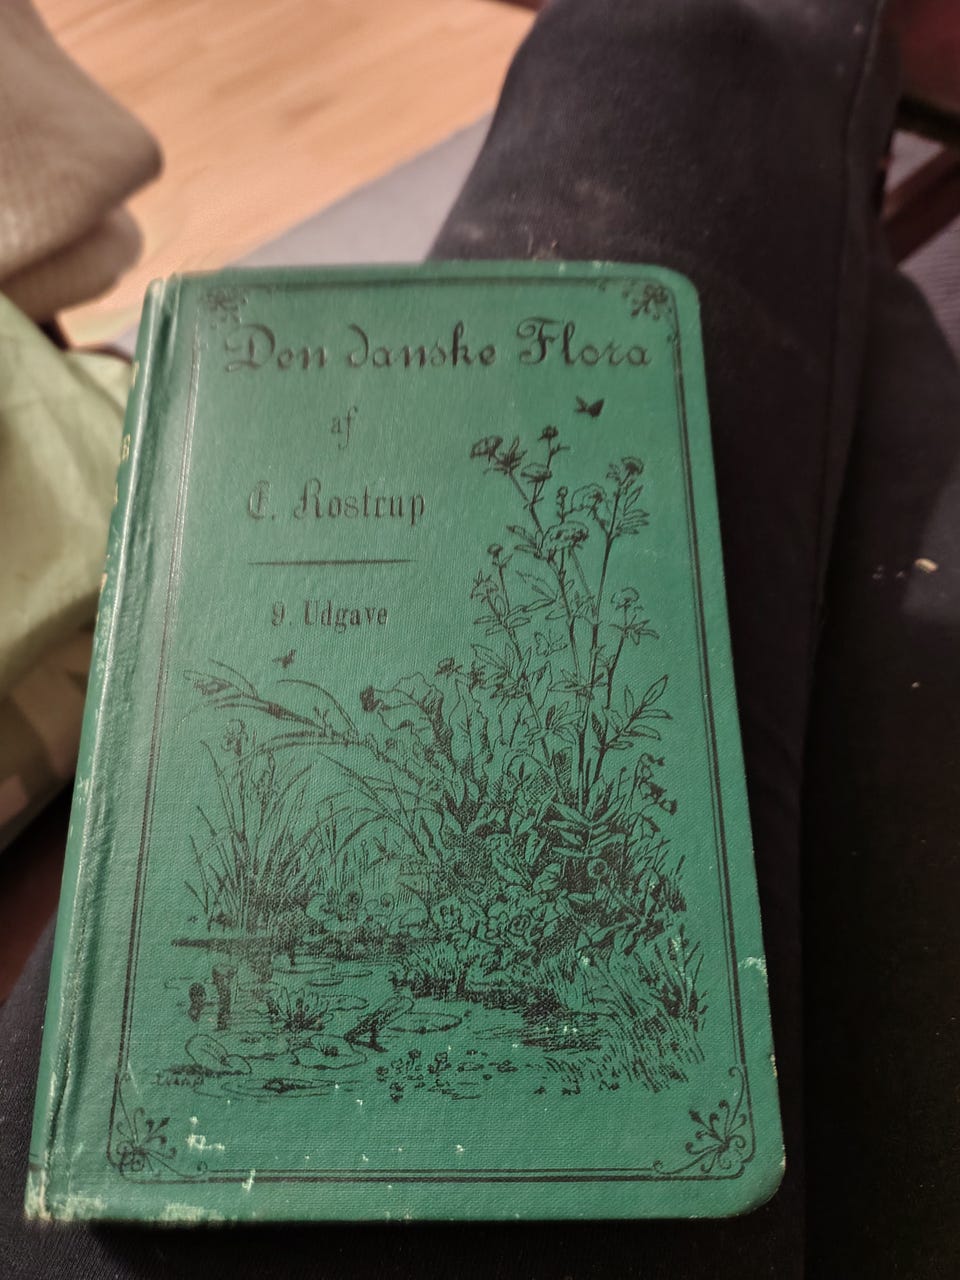 Den danske Flora
af
E. Rostrup
9. Udgave